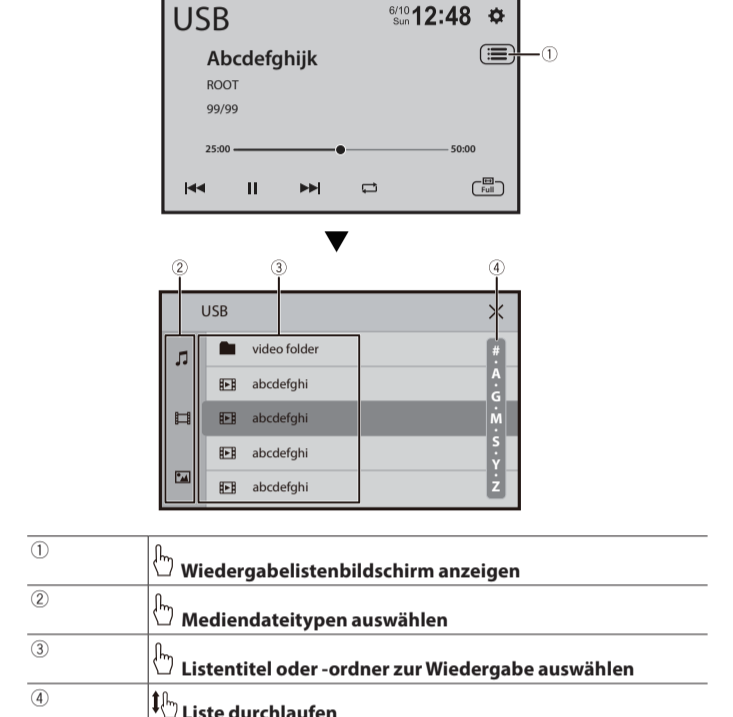 USB
6/10
Sun 12:48
①
Abcdefghijk
ROOT
99/99
25:00
50:00
Full
②
③
④
USB
#
A
G
M
S
Y
Z
video folder
abcdefghi
abcdefghi
abcdefghi
abcdefghi
① Wiedergabelistenbildschirm anzeigen
② Mediendateitypen auswählen
③ Listentitel oder -ordner zur Wiedergabe auswählen
④ Liste durchlaufen